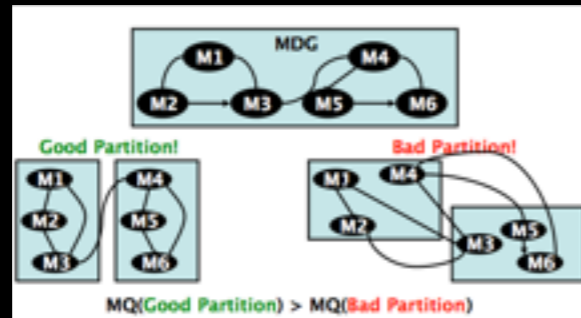 MDG
M1 M4
M2 M3 M5 M6
Good Partition! Bad Partition!
M1 M4 M1 M4
M2 M5 M2 M3 M5
M3 M6 M6
MQ(Good Partition) > MQ(Bad Partition)